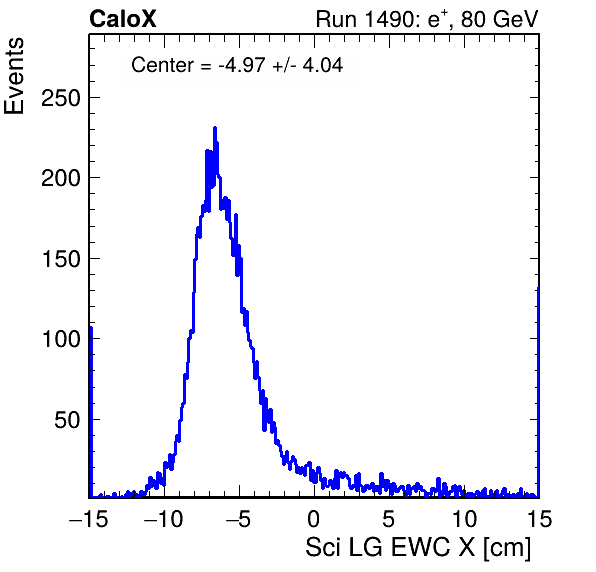 CaloX Run 1490: e⁺, 80 GeV
Center = -4.97 +/- 4.04
Events
250
200
150
100
50
−15 −10 −5 0 5 10 15
Sci LG EWC X [cm]